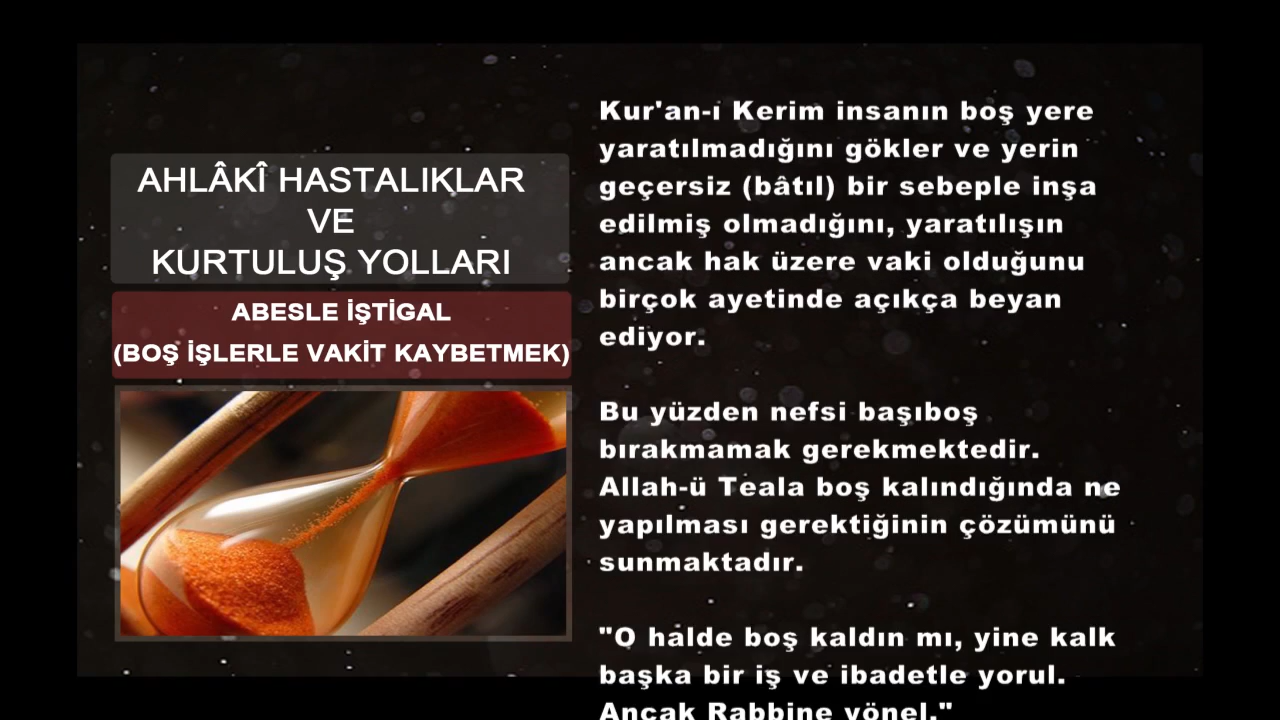 AHLÂKÎ HASTALIKLAR
VE
KURTULUŞ YOLLARI
ABESLE İŞTİGAL
(BOŞ İŞLERLE VAKİT KAYBETMEK)
Kur'an-ı Kerim insanın boş yere
yaratılmadığını gökler ve yerin
geçersiz (bâtıl) bir sebeple inşa
edilmiş olmadığını, yaratılışın
ancak hak üzere vaki olduğunu
birçok ayetinde açıkça beyan
ediyor.
Bu yüzden nefsi başıboş
bırakmamak gerekmektedir.
Allah-ü Teala boş kalındığında ne
yapılması gerektiğinin çözümünü
sunmaktadır.
"O halde boş kaldın mı, yine kalk
başka bir iş ve ibadetle yorul.
Ancak Rabbine yönel."